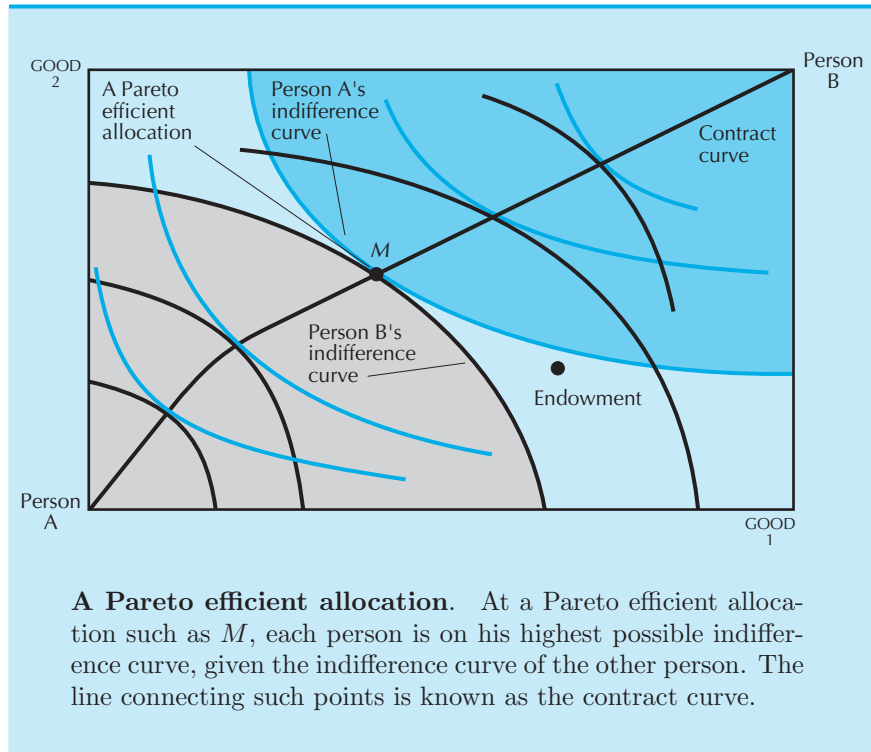 GOOD
2
Person
B
A Pareto
efficient
allocation
Person A's
indifference
curve
Contract
curve
M
Person B's
indifference
curve
Endowment
Person
A
GOOD
1
A Pareto efficient allocation. At a Pareto efficient alloca-
tion such as M, each person is on his highest possible indiffer-
ence curve, given the indifference curve of the other person. The
line connecting such points is known as the contract curve.